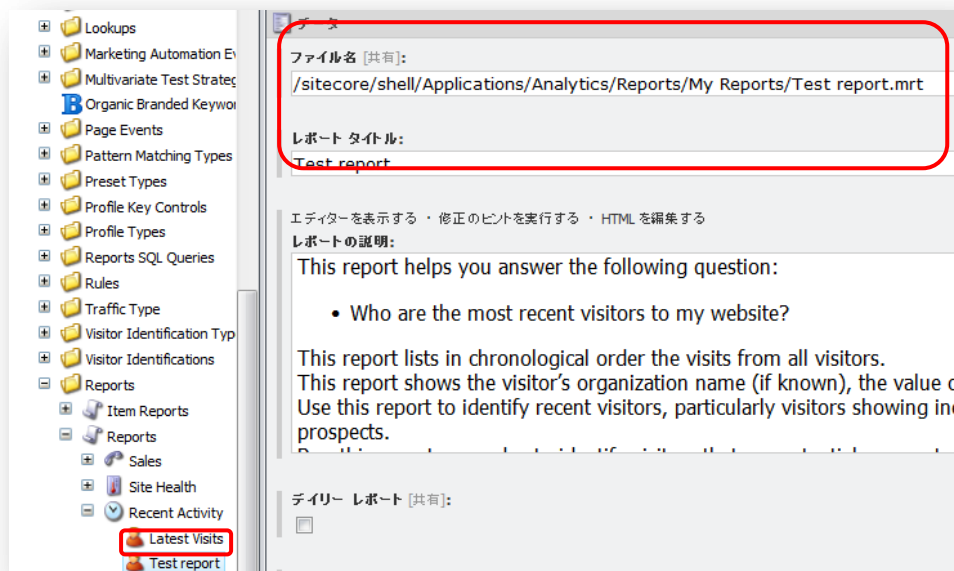 Lookups
Marketing Automation Ev
Multivariate Test Strateg
Organic Branded Keywor
Page Events
Pattern Matching Types
Preset Types
Profile Key Controls
Profile Types
Reports SQL Queries
Rules
Traffic Type
Visitor Identification Typ
Visitor Identifications
Reports
Item Reports
Reports
Sales
Site Health
Recent Activity
Latest Visits
Test report
データ
ファイル名 [共有]:
/sitecore/shell/Applications/Analytics/Reports/My Reports/Test report.mrt
レポート タイトル:
Test report
エディターを表示する ・ 修正のヒントを実行する ・ HTML を編集する
レポートの説明:
This report helps you answer the following question:
• Who are the most recent visitors to my website?
This report lists in chronological order the visits from all visitors.
This report shows the visitor's organization name (if known), the value o
Use this report to identify recent visitors, particularly visitors showing in
prospects.
デイリー レポート [共有]: